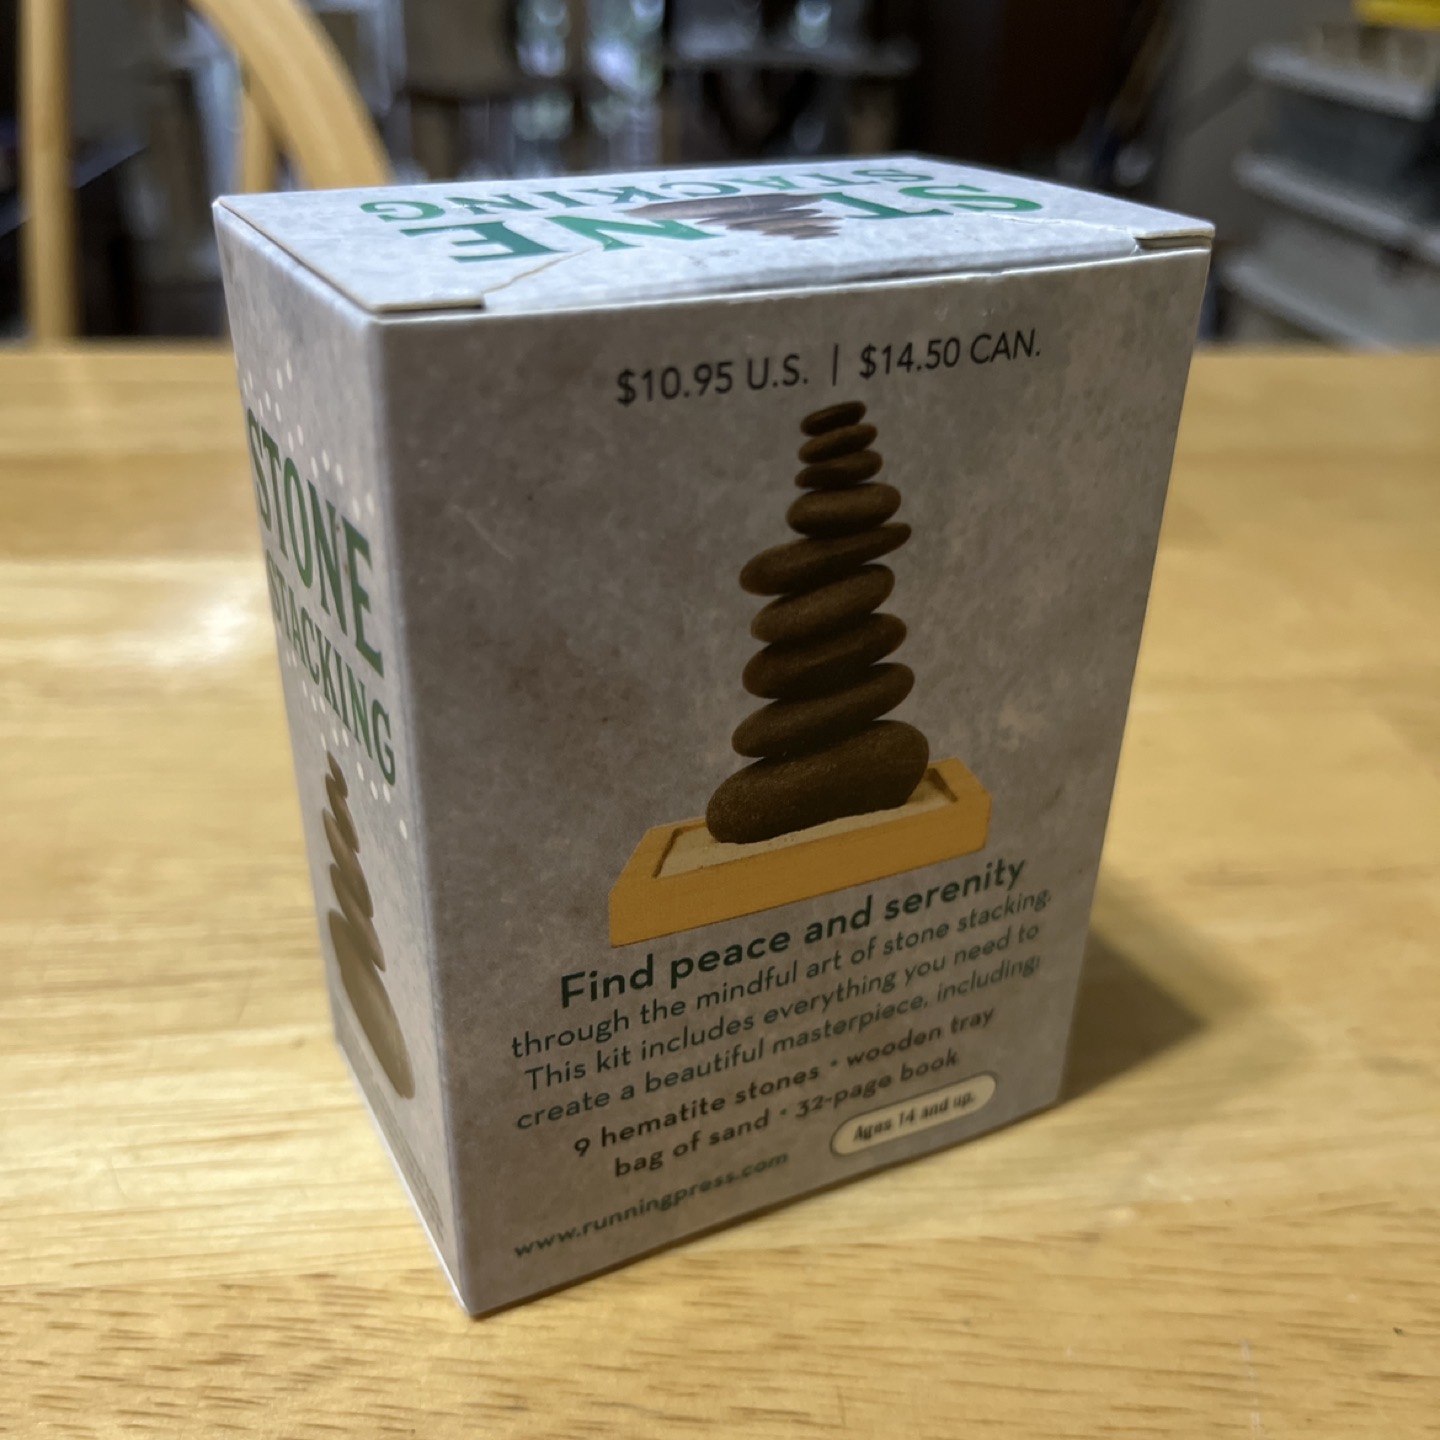 STONE
STACKING
STONE
STACKING
$10.95 U.S. | $14.50 CAN.
Find peace and serenity
through the mindful art of stone stacking.
This kit includes everything you need to
create a beautiful masterpiece, including:
9 hematite stones • wooden tray
bag of sand • 32-page book
Ages 14 and up.
www.runningpress.com